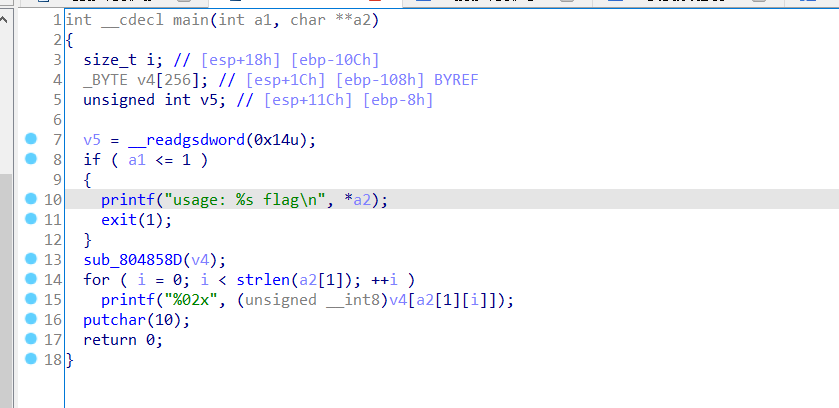 1 int __cdecl main(int a1, char **a2)
2 {
3 size_t i; // [esp+18h] [ebp-10Ch]
4 _BYTE v4[256]; // [esp+1Ch] [ebp-108h] BYREF
5 unsigned int v5; // [esp+11Ch] [ebp-8h]
6
7 v5 = __readgsdword(0x14u);
8 if ( a1 <= 1 )
9 {
10 printf("usage: %s flag\n", *a2);
11 exit(1);
12 }
13 sub_804858D(v4);
14 for ( i = 0; i < strlen(a2[1]); ++i )
15 printf("%02x", (unsigned __int8)v4[a2[1][i]]);
16 putchar(10);
17 return 0;
18 }